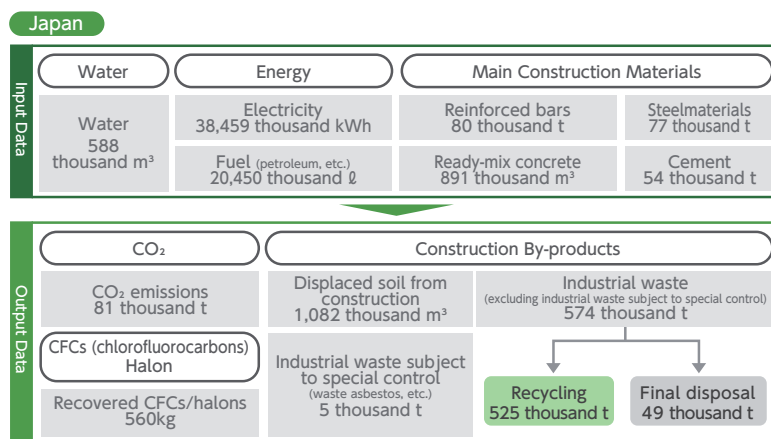 Japan
Input Data
Water
Energy
Main Construction Materials
Water
588
thousand m³
Electricity
38,459 thousand kWh
Fuel (petroleum, etc.)
20,450 thousand ℓ
Reinforced bars
80 thousand t
Steelmaterials
77 thousand t
Ready-mix concrete
891 thousand m³
Cement
54 thousand t
Output Data
CO₂
Construction By-products
CO₂ emissions
81 thousand t
CFCs (chlorofluorocarbons)
Halon
Recovered CFCs/halons
560kg
Displaced soil from
construction
1,082 thousand m³
Industrial waste subject
to special control
(waste asbestos, etc.)
5 thousand t
Industrial waste
(excluding industrial waste subject to special control)
574 thousand t
Recycling
525 thousand t
Final disposal
49 thousand t